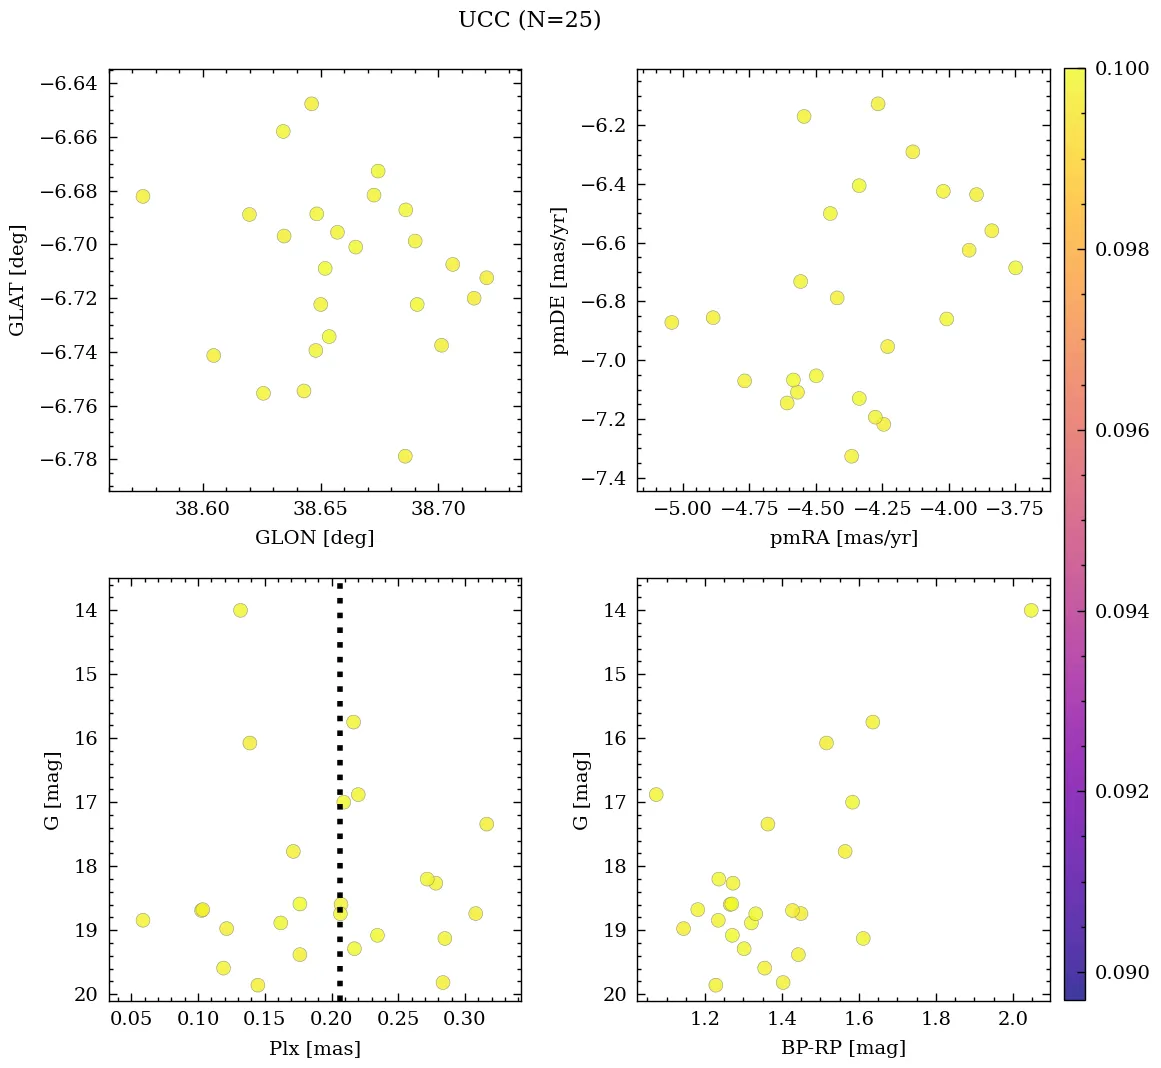 UCC (N=25)
−6.64
−6.66
−6.68
−6.70
−6.72
−6.74
−6.76
−6.78
GLAT [deg]
38.60 38.65 38.70
GLON [deg]
−6.2
−6.4
−6.6
−6.8
−7.0
−7.2
−7.4
pmDE [mas/yr]
−5.00 −4.75 −4.50 −4.25 −4.00 −3.75
pmRA [mas/yr]
14
15
16
17
18
19
20
G [mag]
0.05 0.10 0.15 0.20 0.25 0.30
Plx [mas]
14
15
16
17
18
19
20
G [mag]
1.2 1.4 1.6 1.8 2.0
BP-RP [mag]
0.100
0.098
0.096
0.094
0.092
0.090